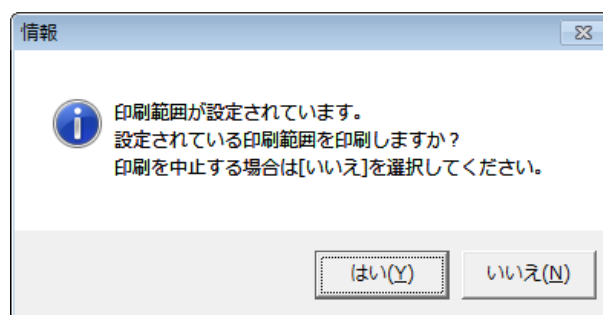 情報
印刷範囲が設定されています。
設定されている印刷範囲を印刷しますか？
印刷を中止する場合は[いいえ]を選択してください。
はい(Y)
いいえ(N)